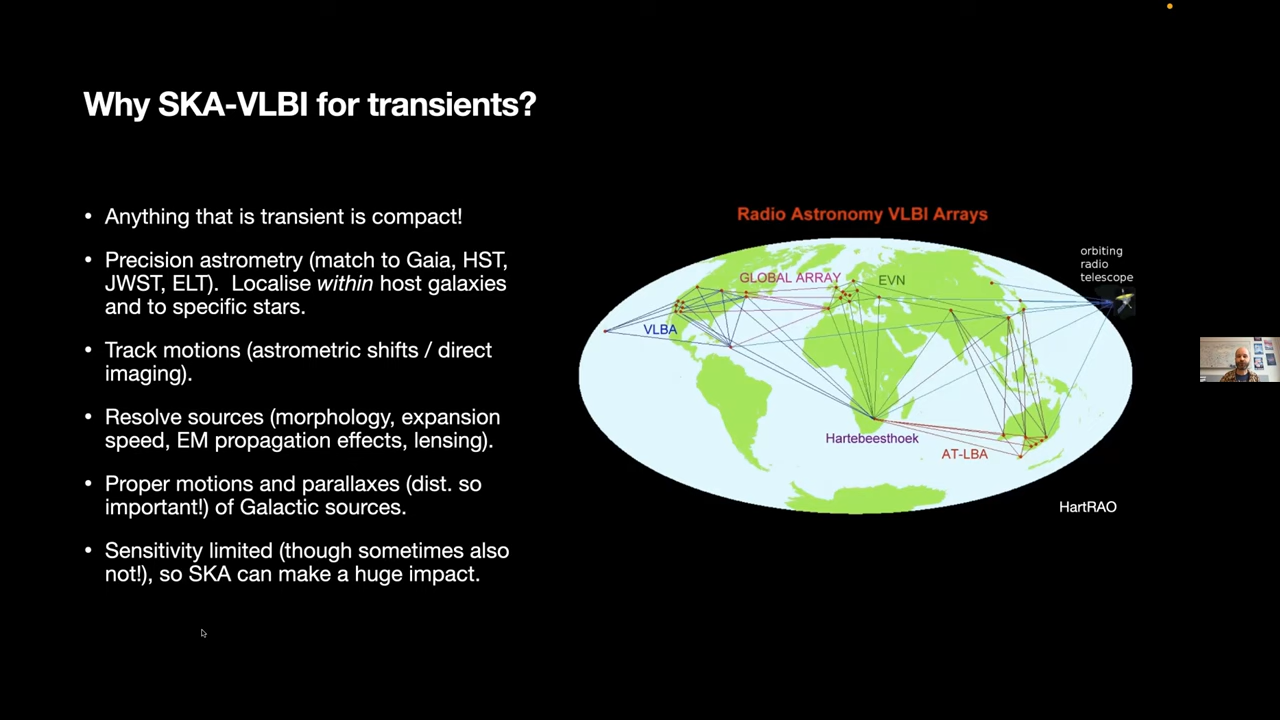 Why SKA-VLBI for transients?
• Anything that is transient is compact!
• Precision astrometry (match to Gaia, HST,
JWST, ELT). Localise within host galaxies
and to specific stars.
• Track motions (astrometric shifts / direct
imaging).
• Resolve sources (morphology, expansion
speed, EM propagation effects, lensing).
• Proper motions and parallaxes (dist. so
important!) of Galactic sources.
• Sensitivity limited (though sometimes also
not!), so SKA can make a huge impact.
Radio Astronomy VLBI Arrays
orbiting
radio
telescope
GLOBAL ARRAY
EVN
VLBA
Hartebeesthoek
AT-LBA
HartRAO